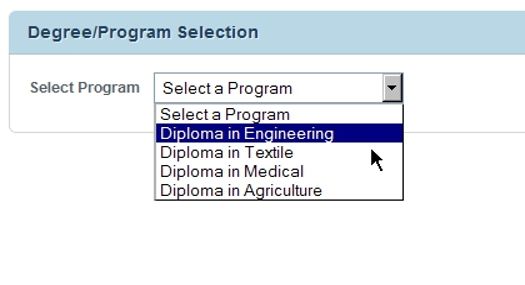 Degree/Program Selection
Select Program
Select a Program
Select a Program
Diploma in Engineering
Diploma in Textile
Diploma in Medical
Diploma in Agriculture